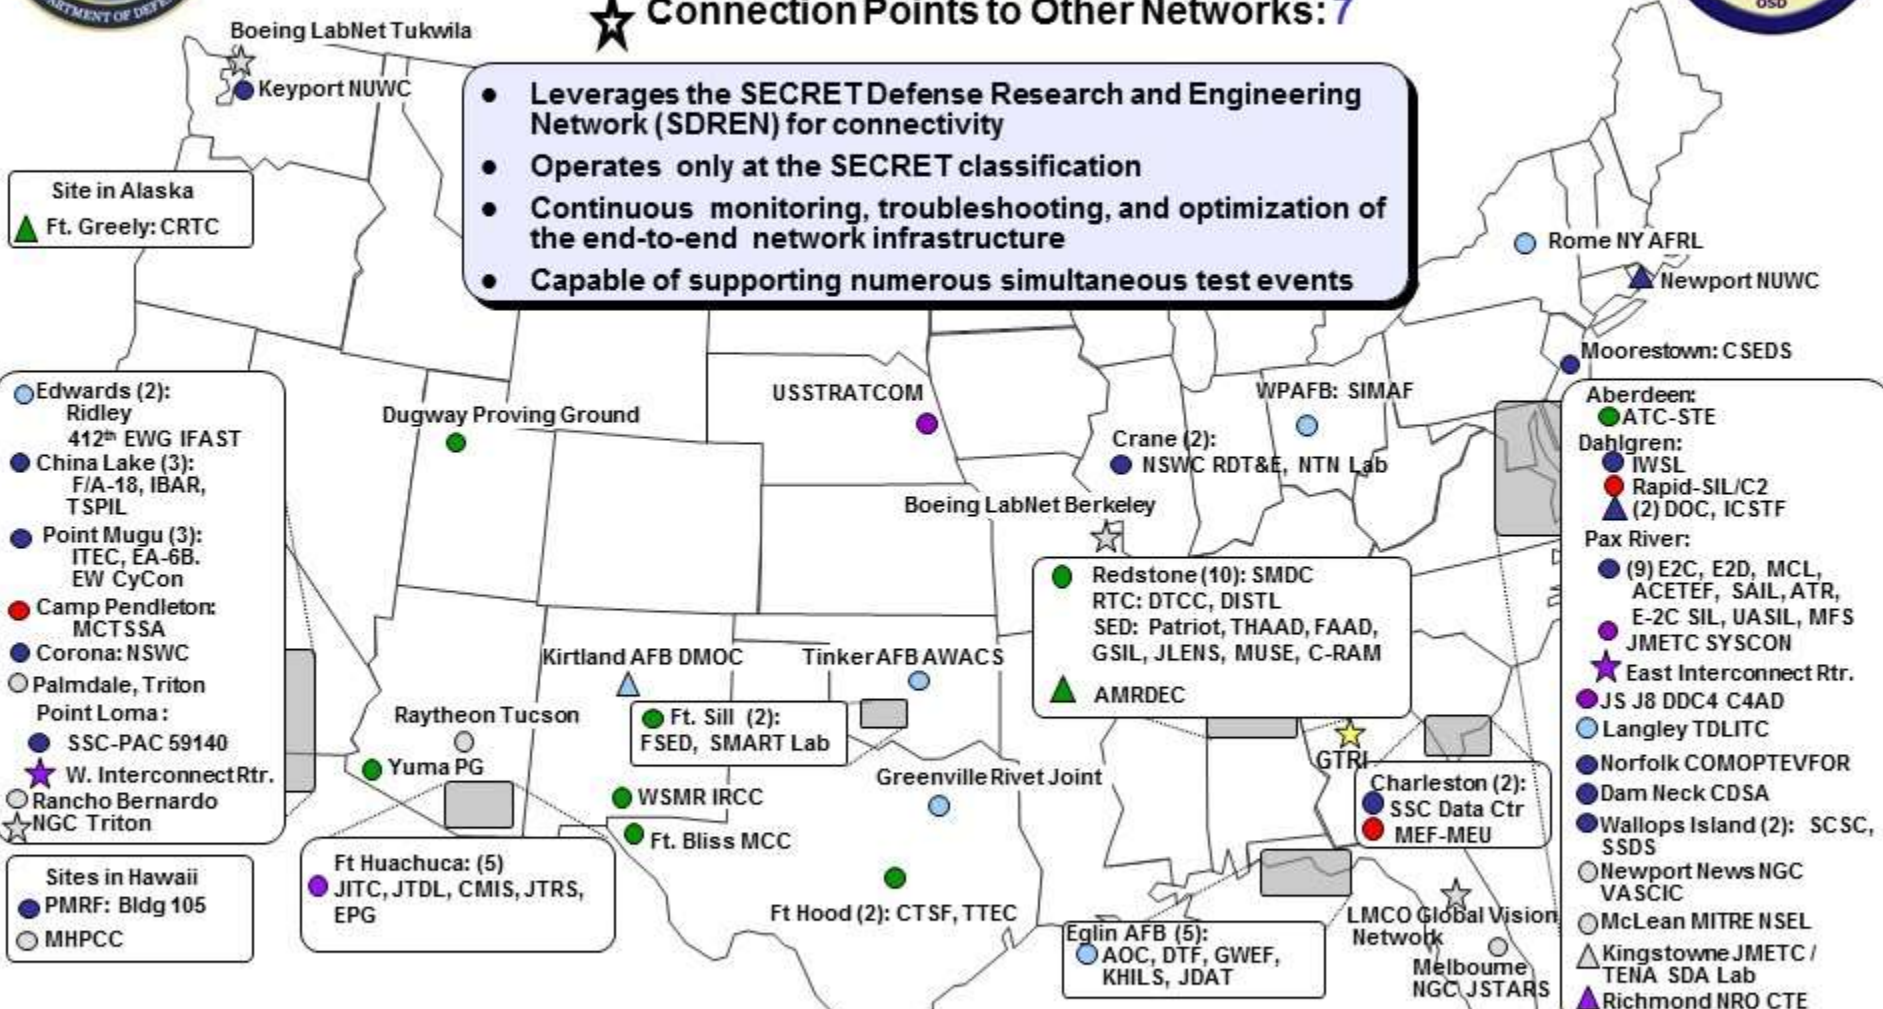 ARTMENT OF DEFE
OSD
Connection Points to Other Networks: 7
Boeing LabNet Tukwila
Keyport NUWC
• Leverages the SECRET Defense Research and Engineering
Network (SDREN) for connectivity
• Operates only at the SECRET classification
• Continuous monitoring, troubleshooting, and optimization of
the end-to-end network infrastructure
• Capable of supporting numerous simultaneous test events
Site in Alaska
Ft. Greely: CRTC
Rome NY AFRL
Newport NUWC
Moorestown: CSEDS
Edwards (2):
Ridley
412th EWG IFAST
China Lake (3):
F/A-18, IBAR,
TSPIL
Point Mugu (3):
ITEC, EA-6B.
EW CyCon
Camp Pendleton:
MCTSSA
Corona: NSWC
Palmdale, Triton
Point Loma:
SSC-PAC 59140
W. Interconnect Rtr.
Rancho Bernardo
NGC Triton
Sites in Hawaii
PMRF: Bldg 105
MHPCC
Dugway Proving Ground
USSTRATCOM
WPAFB: SIMAF
Crane (2):
NSWC RDT&E, NTN Lab
Boeing LabNet Berkeley
Redstone (10): SMDC
RTC: DTCC, DISTL
SED: Patriot, THAAD, FAAD,
GSIL, JLENS, MUSE, C-RAM
AMRDEC
Kirtland AFB DMOC
Tinker AFB AWACS
Raytheon Tucson
Ft. Sill (2):
FSED, SMART Lab
Yuma PG
WSMR IRCC
Ft. Bliss MCC
Greenville Rivet Joint
GTRI
Charleston (2):
SSC Data Ctr
MEF-MEU
Ft Huachuca: (5)
JITC, JTDL, CMIS, JTRS,
EPG
Ft Hood (2): CTSF, TTEC
Eglin AFB (5):
AOC, DTF, GWEF,
KHILS, JDAT
LMCO Global Vision
Network
Melbourne
NGC JSTARS
Aberdeen:
ATC-STE
Dahlgren:
IWSL
Rapid-SIL/C2
(2) DOC, ICSTF
Pax River:
(9) E2C, E2D, MCL,
ACETEF, SAIL, ATR,
E-2C SIL, UASIL, MFS
JMETC SYSCON
East Interconnect Rtr.
JS J8 DDC4 C4AD
Langley TDLITC
Norfolk COMOPTEVFOR
Dam Neck CDSA
Wallops Island (2): SCSC,
SSDS
Newport News NGC
VASCIC
McLean MITRE NSEL
Kingstowne JMETC /
TENA SDA Lab
Richmond NRO CTE